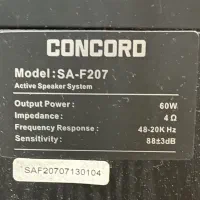 CONCORD
Model: SA-F207
Active Speaker System
Output Power : 60W
Impedance : 4 Ω
Frequency Response : 48-20K Hz
Sensitivity : 88±3dB
SAF20707130104